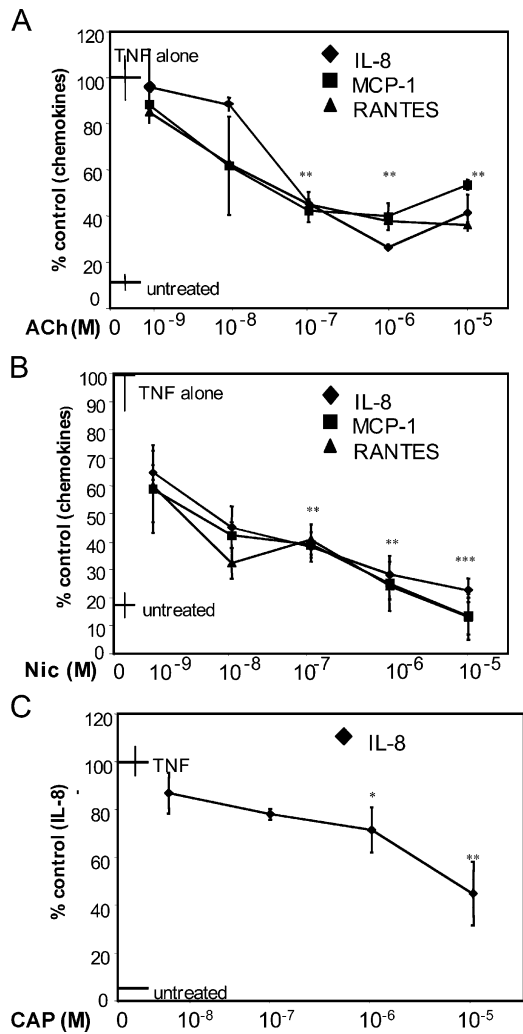 A
120
TNF alone
IL-8
100
MCP-1
RANTES
80
% control (chemokines)
60
**
**
**
40
20
untreated
0
ACh (M)
0
10-9
10-8
10-7
10-6
10-5
B
100
TNF alone
IL-8
90
MCP-1
80
RANTES
70
% control (chemokines)
60
50
**
40
**
***
30
20
untreated
10
0
Nic (M)
0
10-9
10-8
10-7
10-6
10-5
C
120
IL-8
100
TNF
80
*
% control (IL-8)
60
**
40
20
0
untreated
CAP (M)
0
10-8
10-7
10-6
10-5